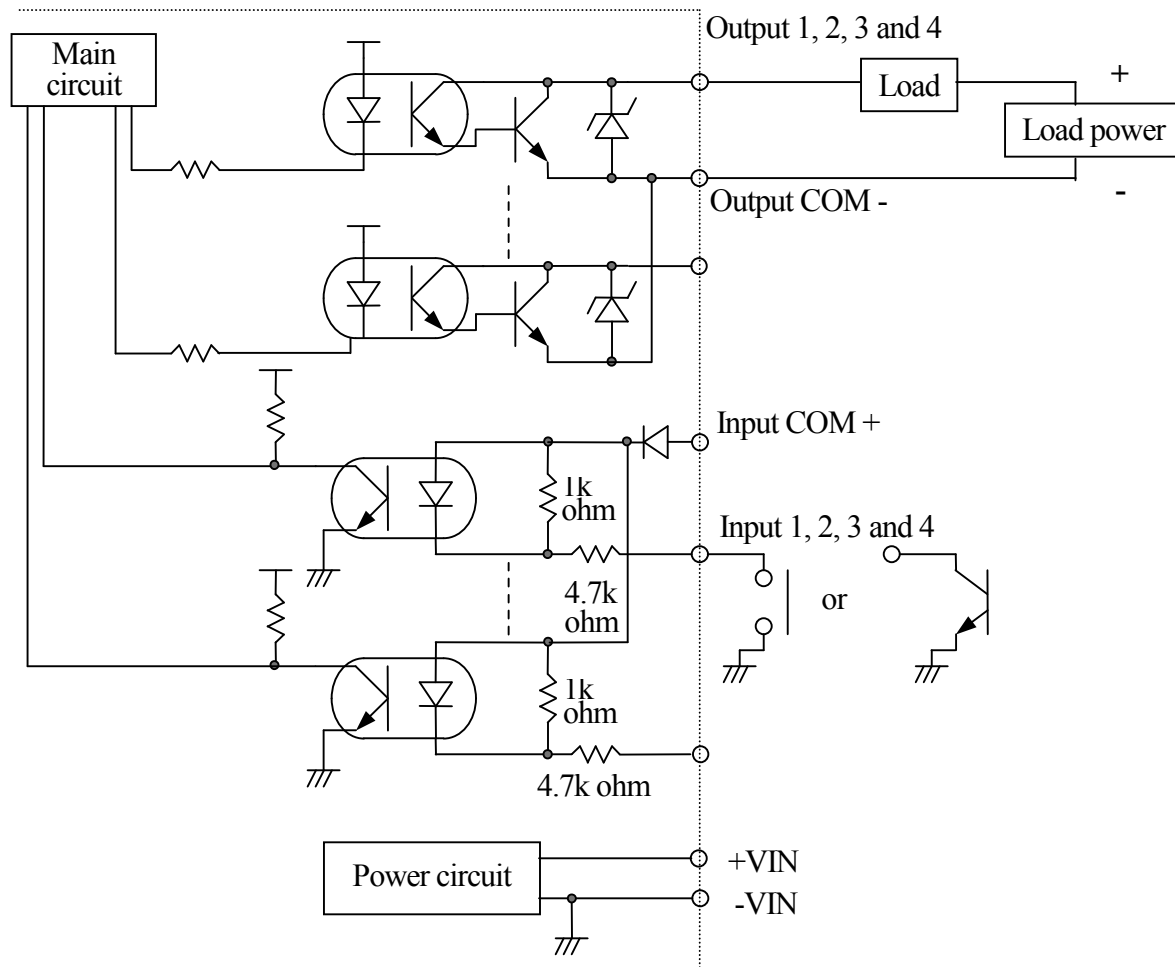 Output 1, 2, 3 and 4
Main
circuit
Load
+
Load power
-
Output COM -
Input COM +
1k
ohm
Input 1, 2, 3 and 4
4.7k
ohm
or
1k
ohm
4.7k ohm
Power circuit
+VIN
-VIN